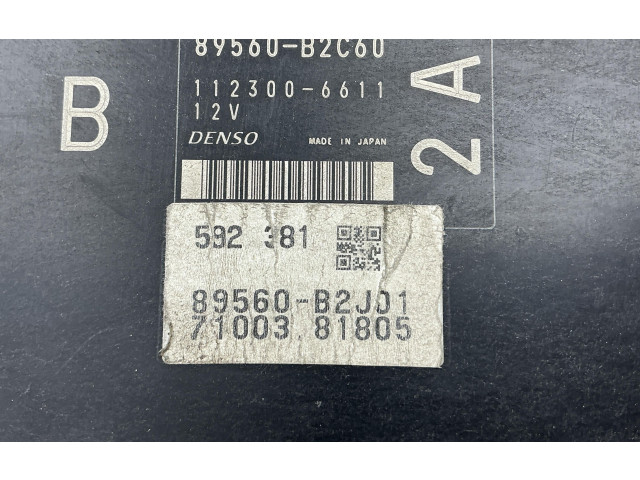 89560-B2C60
112300-6611
12V
DENSO MADE IN JAPAN
B
2A
592 381
89560-B2J01
71003 81805